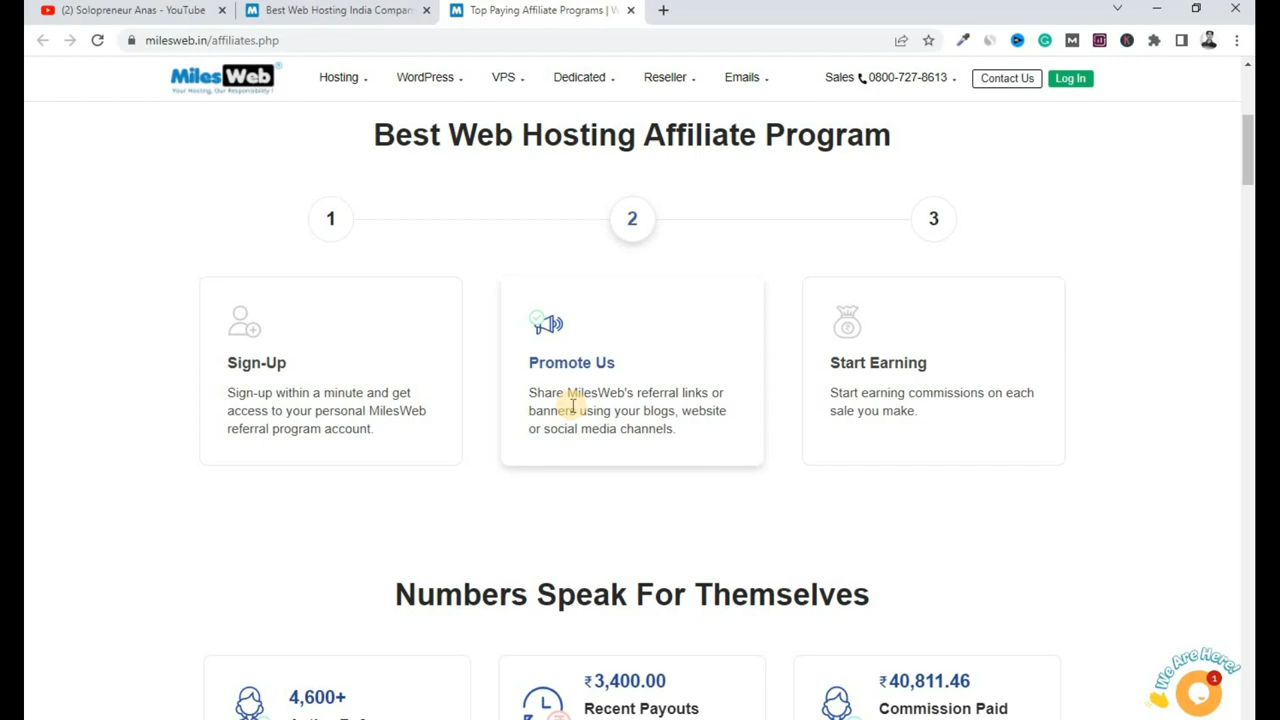 (2) Solopreneur Anas - YouTube
Best Web Hosting India Compan
Top Paying Affiliate Programs | W
milesweb.in/affiliates.php
MilesWeb®
Your Hosting, Our Responsibility!
Hosting
WordPress
VPS
Dedicated
Reseller
Emails
Sales 0800-727-8613
Contact Us
Log In
Best Web Hosting Affiliate Program
1
2
3
Sign-Up
Sign-up within a minute and get
access to your personal MilesWeb
referral program account.
Promote Us
Share MilesWeb's referral links or
banners using your blogs, website
or social media channels.
Start Earning
Start earning commissions on each
sale you make.
Numbers Speak For Themselves
4,600+
₹3,400.00
Recent Payouts
₹40,811.46
Commission Paid
We Are Here!
1